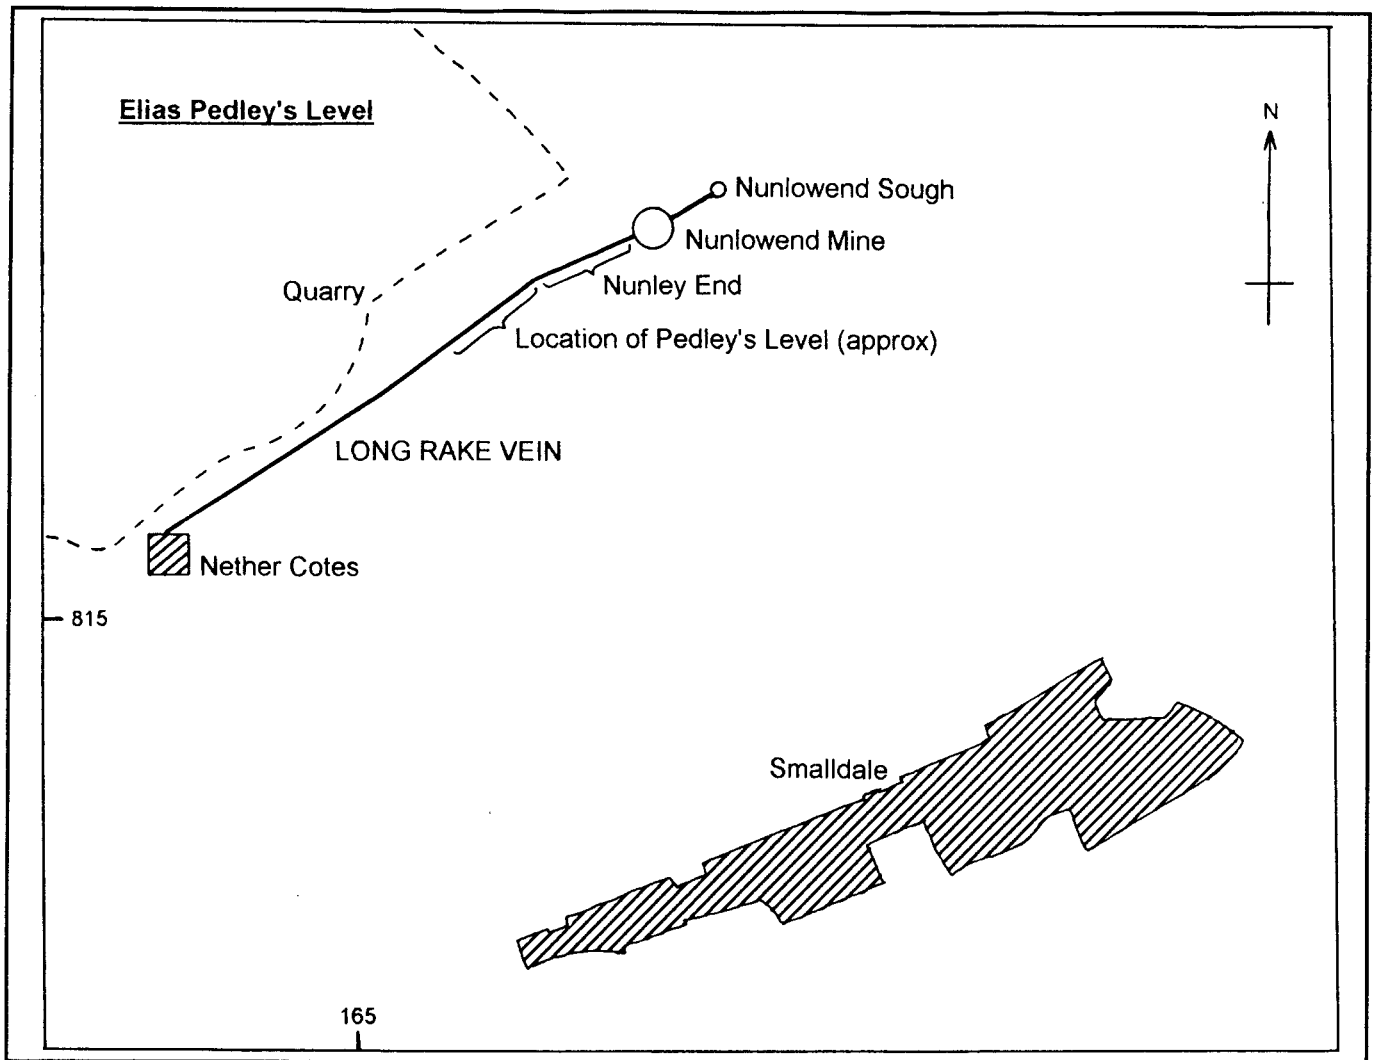 Elias Pedley's Level
N
Nunlowend Sough
Nunlowend Mine
Quarry
Nunley End
Location of Pedley's Level (approx)
LONG RAKE VEIN
Nether Cotes
815
Smalldale
165